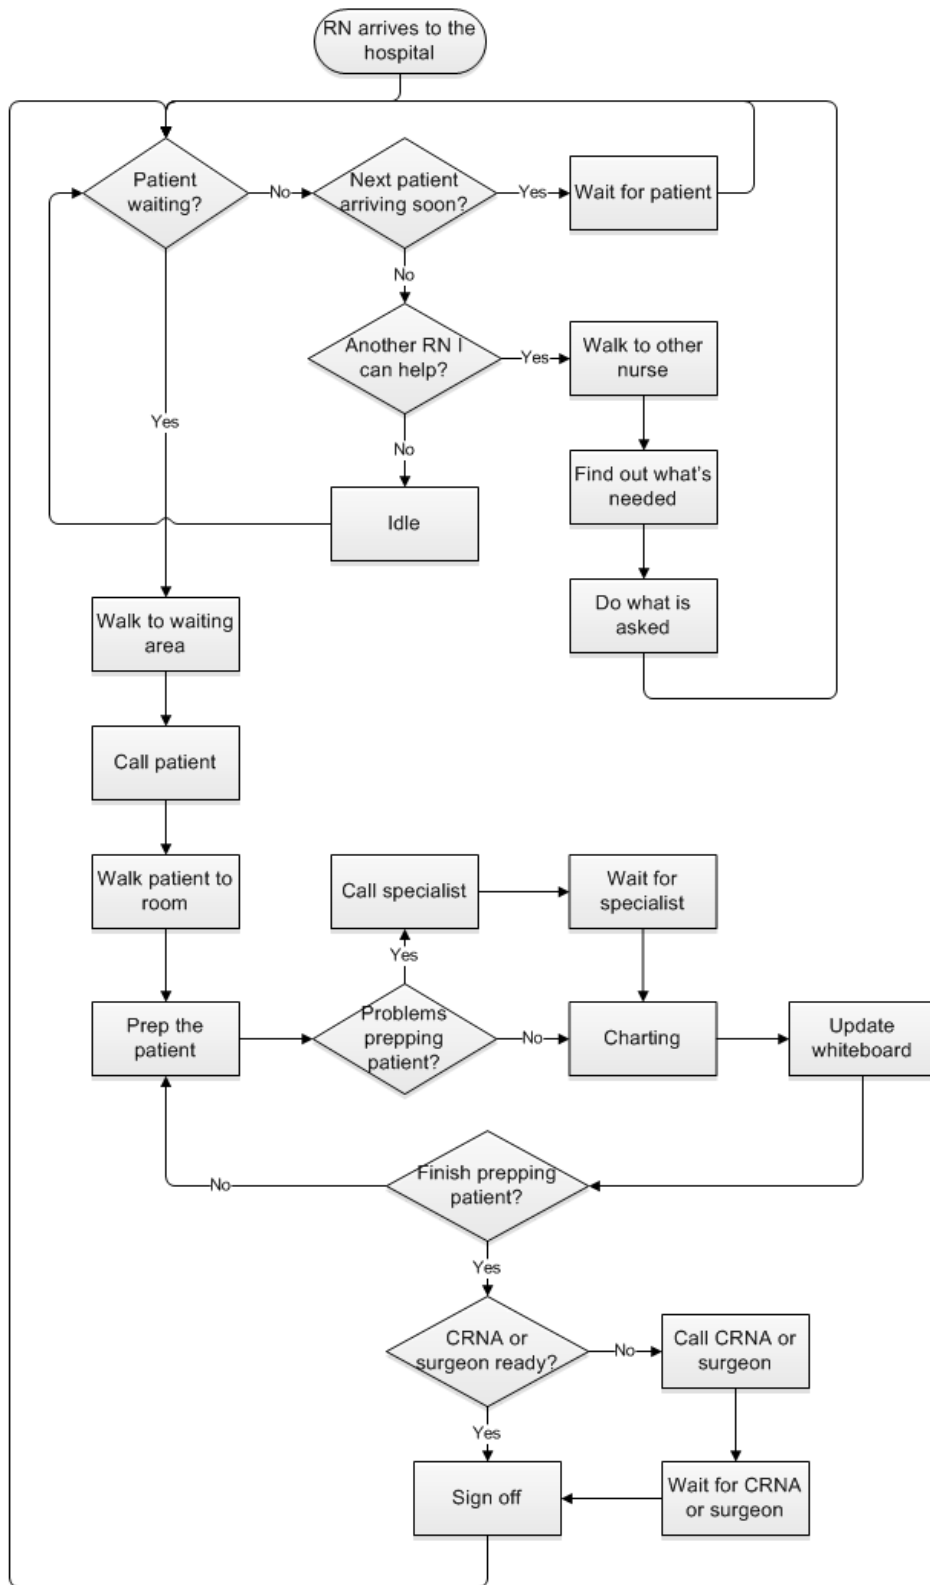 RN arrives to the
hospital
Patient
waiting?
No
Next patient
arriving soon?
Yes
Wait for patient
No
Another RN I
can help?
Yes
Walk to other
nurse
Yes
No
Find out what's
needed
Idle
Do what is
asked
Walk to waiting
area
Call patient
Walk patient to
room
Call specialist
Wait for
specialist
Yes
Prep the
patient
Problems
prepping
patient?
No
Charting
Update
whiteboard
Finish prepping
patient?
No
Yes
CRNA or
surgeon ready?
No
Call CRNA or
surgeon
Yes
Sign off
Wait for CRNA
or surgeon